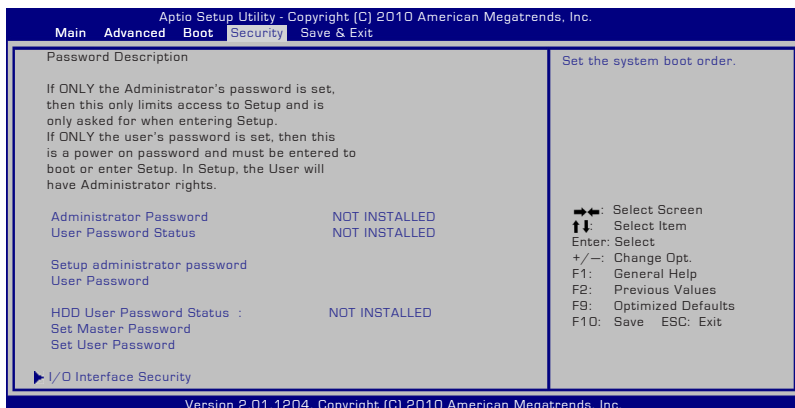 Aptio Setup Utility - Copyright (C) 2010 American Megatrends, Inc.
Main Advanced Boot Security Save & Exit
Password Description
If ONLY the Administrator's password is set,
then this only limits access to Setup and is
only asked for when entering Setup.
If ONLY the user's password is set, then this
is a power on password and must be entered to
boot or enter Setup. In Setup, the User will
have Administrator rights.
Administrator Password NOT INSTALLED
User Password Status NOT INSTALLED
Setup administrator password
User Password
HDD User Password Status : NOT INSTALLED
Set Master Password
Set User Password
I/O Interface Security
Set the system boot order.
→←: Select Screen
↑↓: Select Item
Enter: Select
+/—: Change Opt.
F1: General Help
F2: Previous Values
F9: Optimized Defaults
F10: Save ESC: Exit
Version 2.01.1204. Copyright (C) 2010 American Megatrends, Inc.